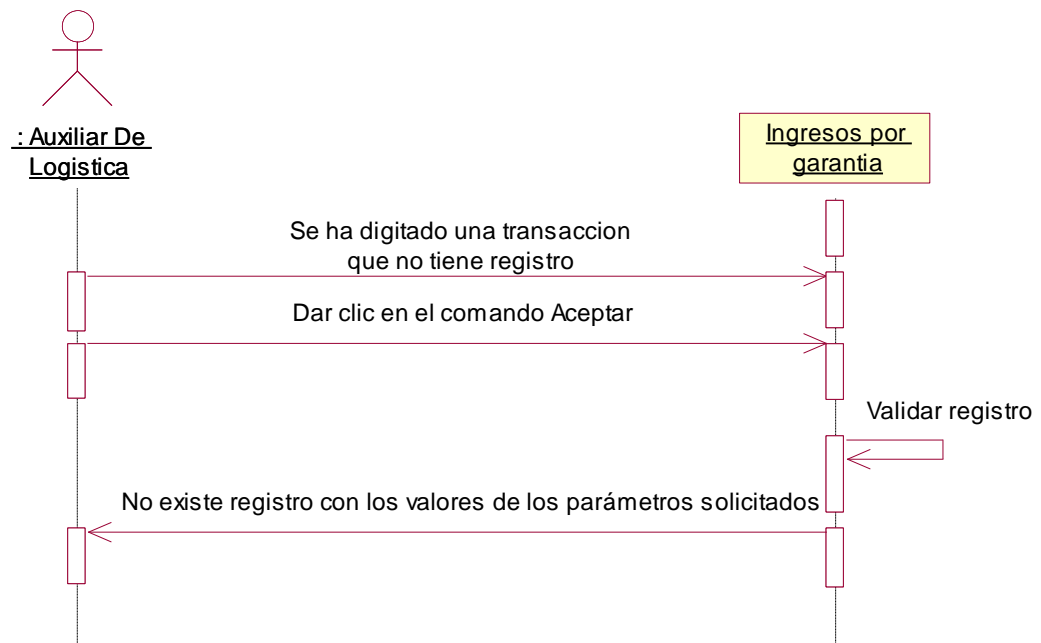 : Auxiliar De
Logistica
Ingresos por
garantia
Se ha digitado una transaccion
que no tiene registro
Dar clic en el comando Aceptar
Validar registro
No existe registro con los valores de los parámetros solicitados